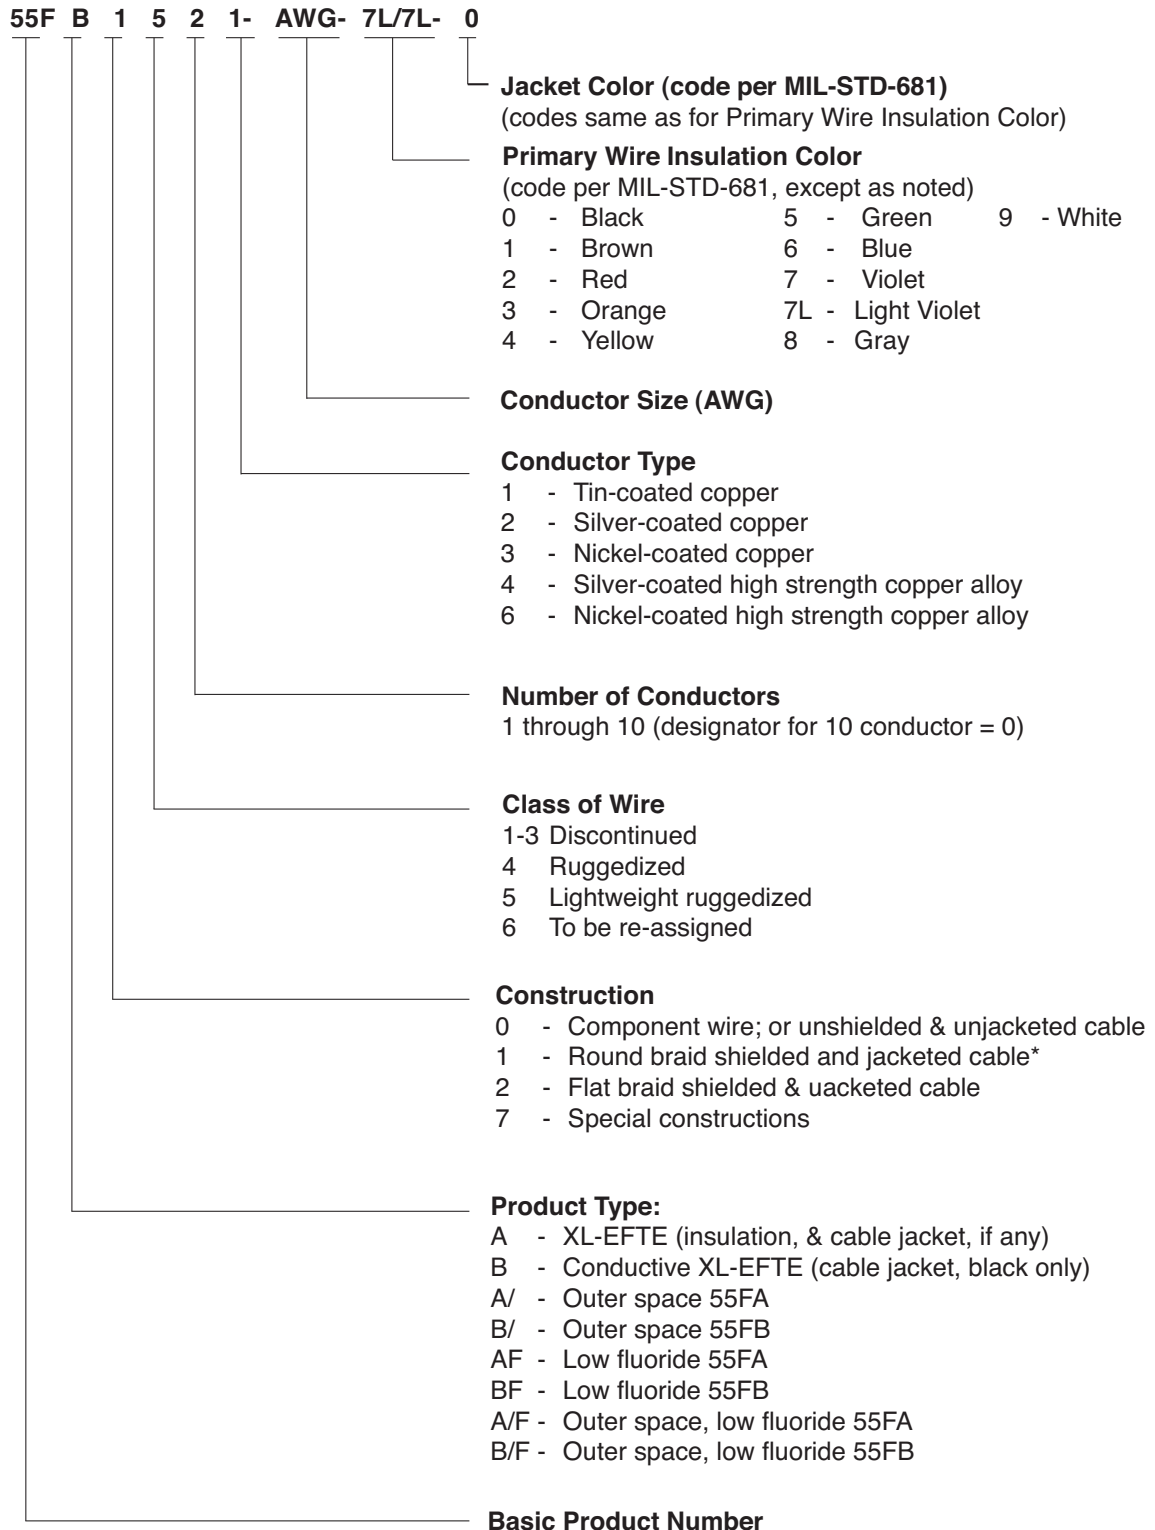 55F B 1 5 2 1- AWG- 7L/7L- 0
Jacket Color (code per MIL-STD-681)
(codes same as for Primary Wire Insulation Color)
Primary Wire Insulation Color
(code per MIL-STD-681, except as noted)
0 - Black 5 - Green 9 - White
1 - Brown 6 - Blue
2 - Red 7 - Violet
3 - Orange 7L - Light Violet
4 - Yellow 8 - Gray
Conductor Size (AWG)
Conductor Type
1 - Tin-coated copper
2 - Silver-coated copper
3 - Nickel-coated copper
4 - Silver-coated high strength copper alloy
6 - Nickel-coated high strength copper alloy
Number of Conductors
1 through 10 (designator for 10 conductor = 0)
Class of Wire
1-3 Discontinued
4 Ruggedized
5 Lightweight ruggedized
6 To be re-assigned
Construction
0 - Component wire; or unshielded & unjacketed cable
1 - Round braid shielded and jacketed cable*
2 - Flat braid shielded & uacketed cable
7 - Special constructions
Product Type:
A - XL-EFTE (insulation, & cable jacket, if any)
B - Conductive XL-EFTE (cable jacket, black only)
A/ - Outer space 55FA
B/ - Outer space 55FB
AF - Low fluoride 55FA
BF - Low fluoride 55FB
A/F - Outer space, low fluoride 55FA
B/F - Outer space, low fluoride 55FB
Basic Product Number